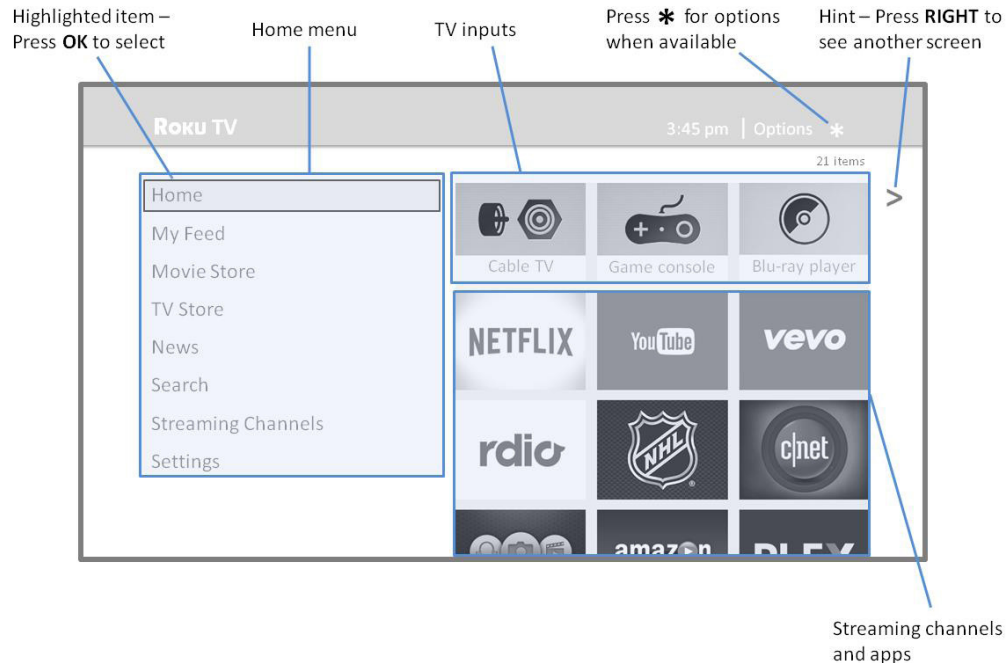 Highlighted item –
Press OK to select
Home menu
TV inputs
Press * for options
when available
Hint – Press RIGHT to
see another screen
ROKU TV
3:45 pm | Options *
21 items
Home
My Feed
Movie Store
TV Store
News
Search
Streaming Channels
Settings
>
Cable TV
Game console
Blu-ray player
NETFLIX
YouTube
vevo
rdio
NHL
c|net
amazon
PLEX
Streaming channels
and apps